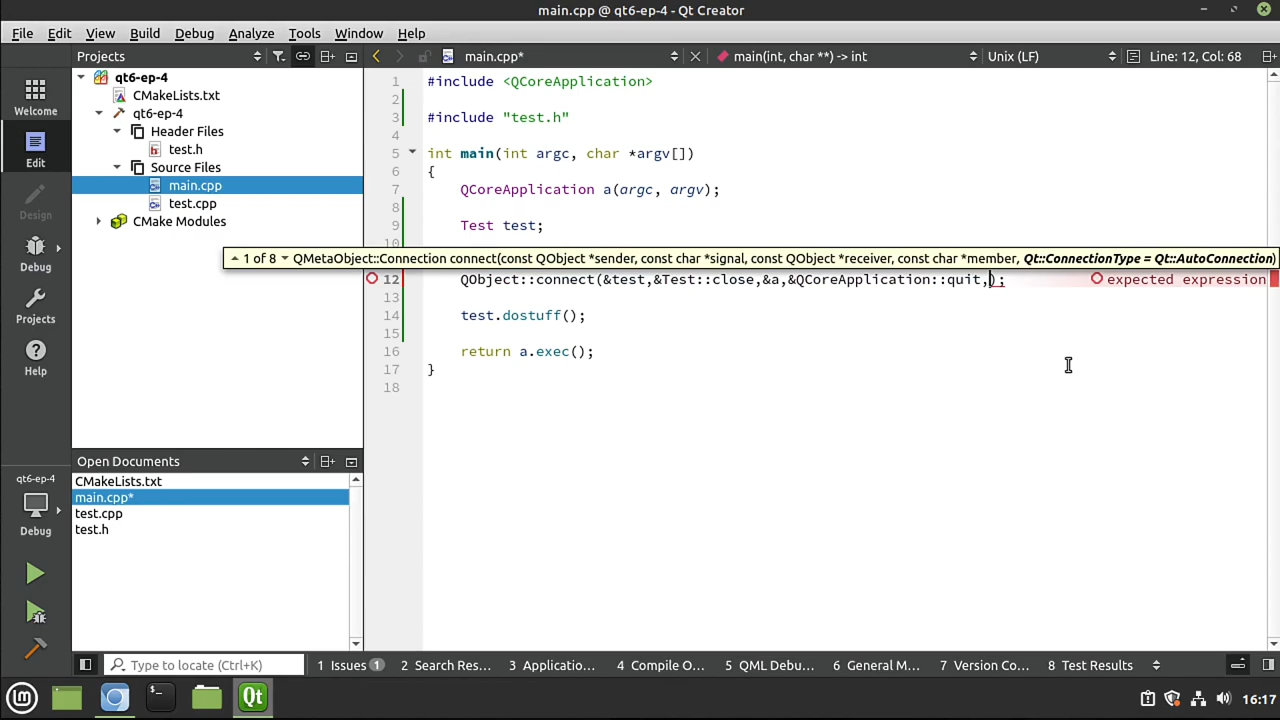 main.cpp @ qt6-ep-4 - Qt Creator
File Edit View Build Debug Analyze Tools Window Help
Projects main.cpp* main(int, char **) -> int Unix (LF) Line: 12, Col: 68
Welcome
Edit
Design
Debug
Projects
Help
qt6-ep-4
Debug
qt6-ep-4
CMakeLists.txt
qt6-ep-4
Header Files
test.h
Source Files
main.cpp
test.cpp
CMake Modules
Open Documents
CMakeLists.txt
main.cpp*
test.cpp
test.h
1 #include <QCoreApplication>
2
3 #include "test.h"
4
5 int main(int argc, char *argv[])
6 {
7 QCoreApplication a(argc, argv);
8
9 Test test;
10
1 of 8 QMetaObject::Connection connect(const QObject *sender, const char *signal, const QObject *receiver, const char *member, Qt::ConnectionType = Qt::AutoConnection)
12 QObject::connect(&test,&Test::close,&a,&QCoreApplication::quit,); expected expression
13
14 test.dostuff();
15
16 return a.exec();
17 }
18
Type to locate (Ctrl+K) 1 Issues 1 2 Search Res... 3 Applicatio... 4 Compile O... 5 QML Debu... 6 General M... 7 Version Co... 8 Test Results
Qt 16:17